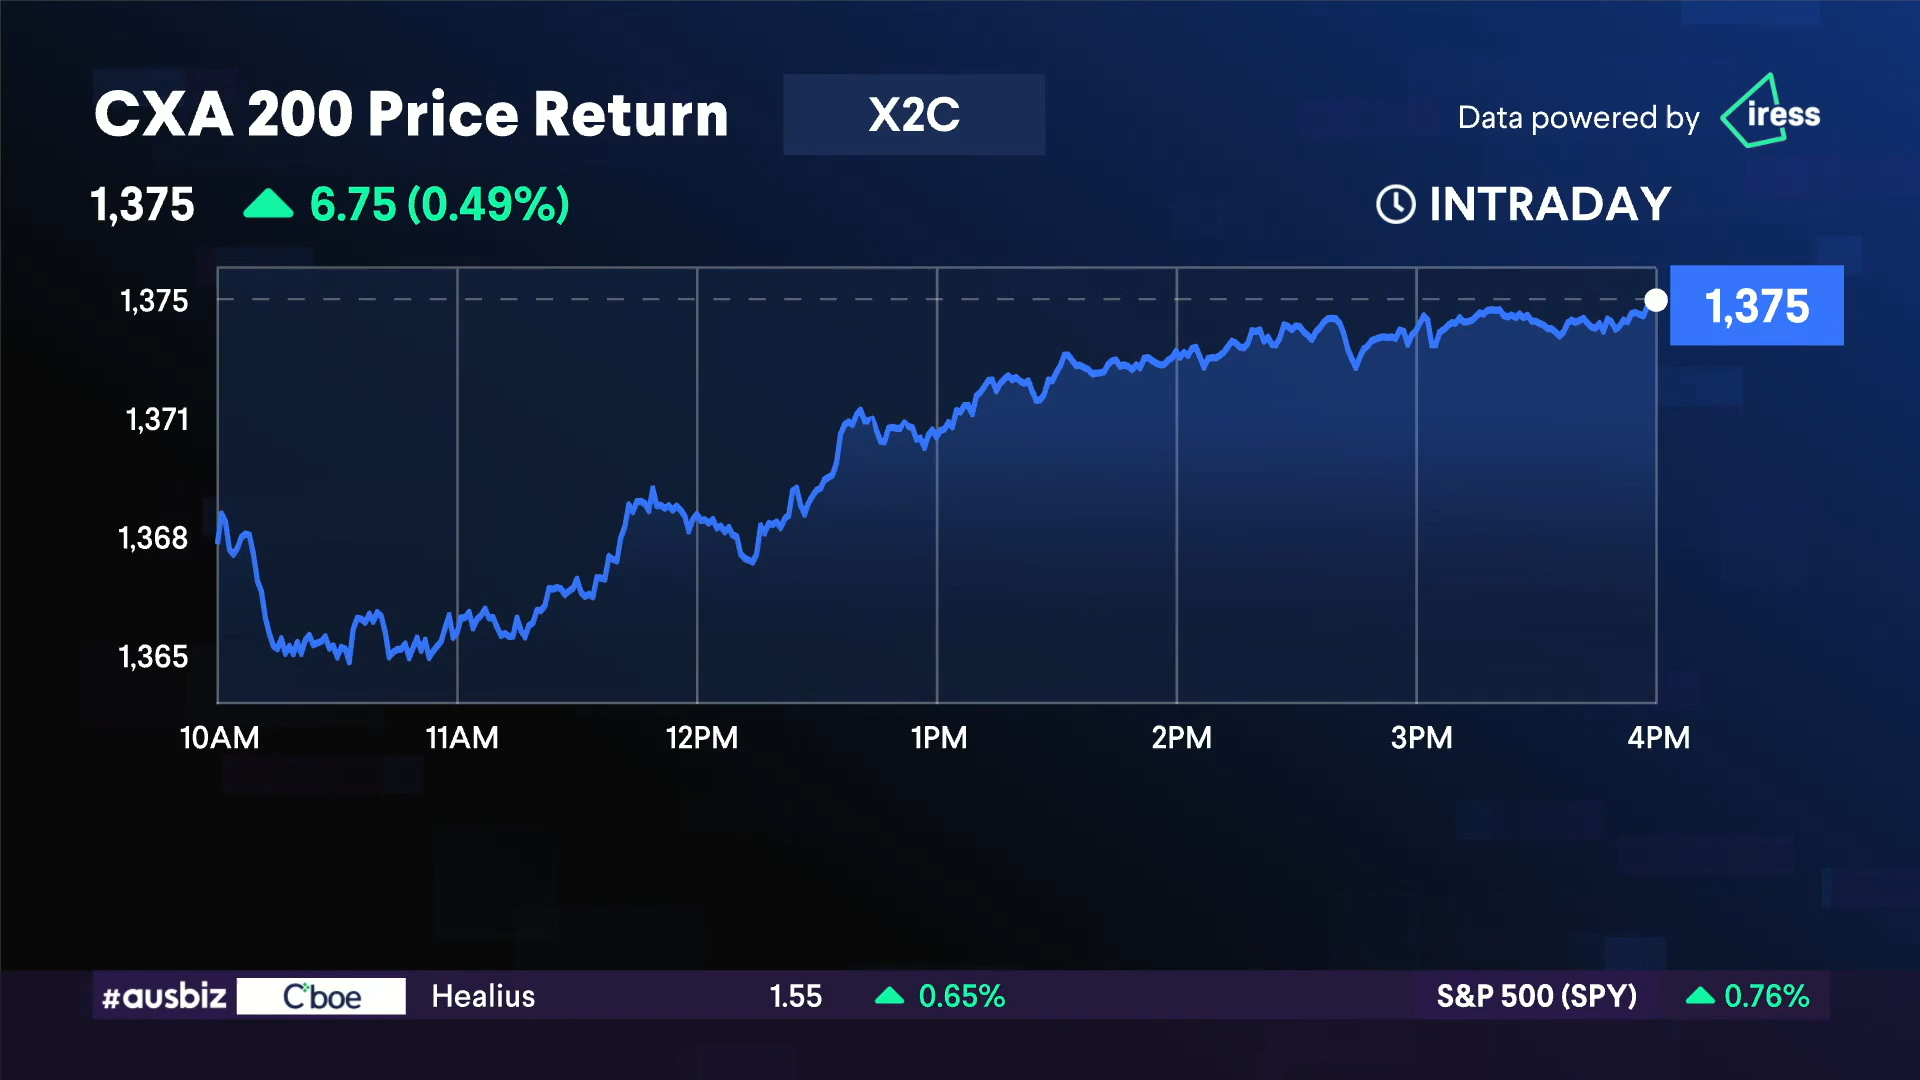 CXA 200 Price Return X2C Data powered by iress
1,375 6.75 (0.49%) INTRADAY
1,375 1,375
1,371
1,368
1,365
10AM 11AM 12PM 1PM 2PM 3PM 4PM
#ausbiz Cboe Healius 1.55 0.65% S&P 500 (SPY) 0.76%